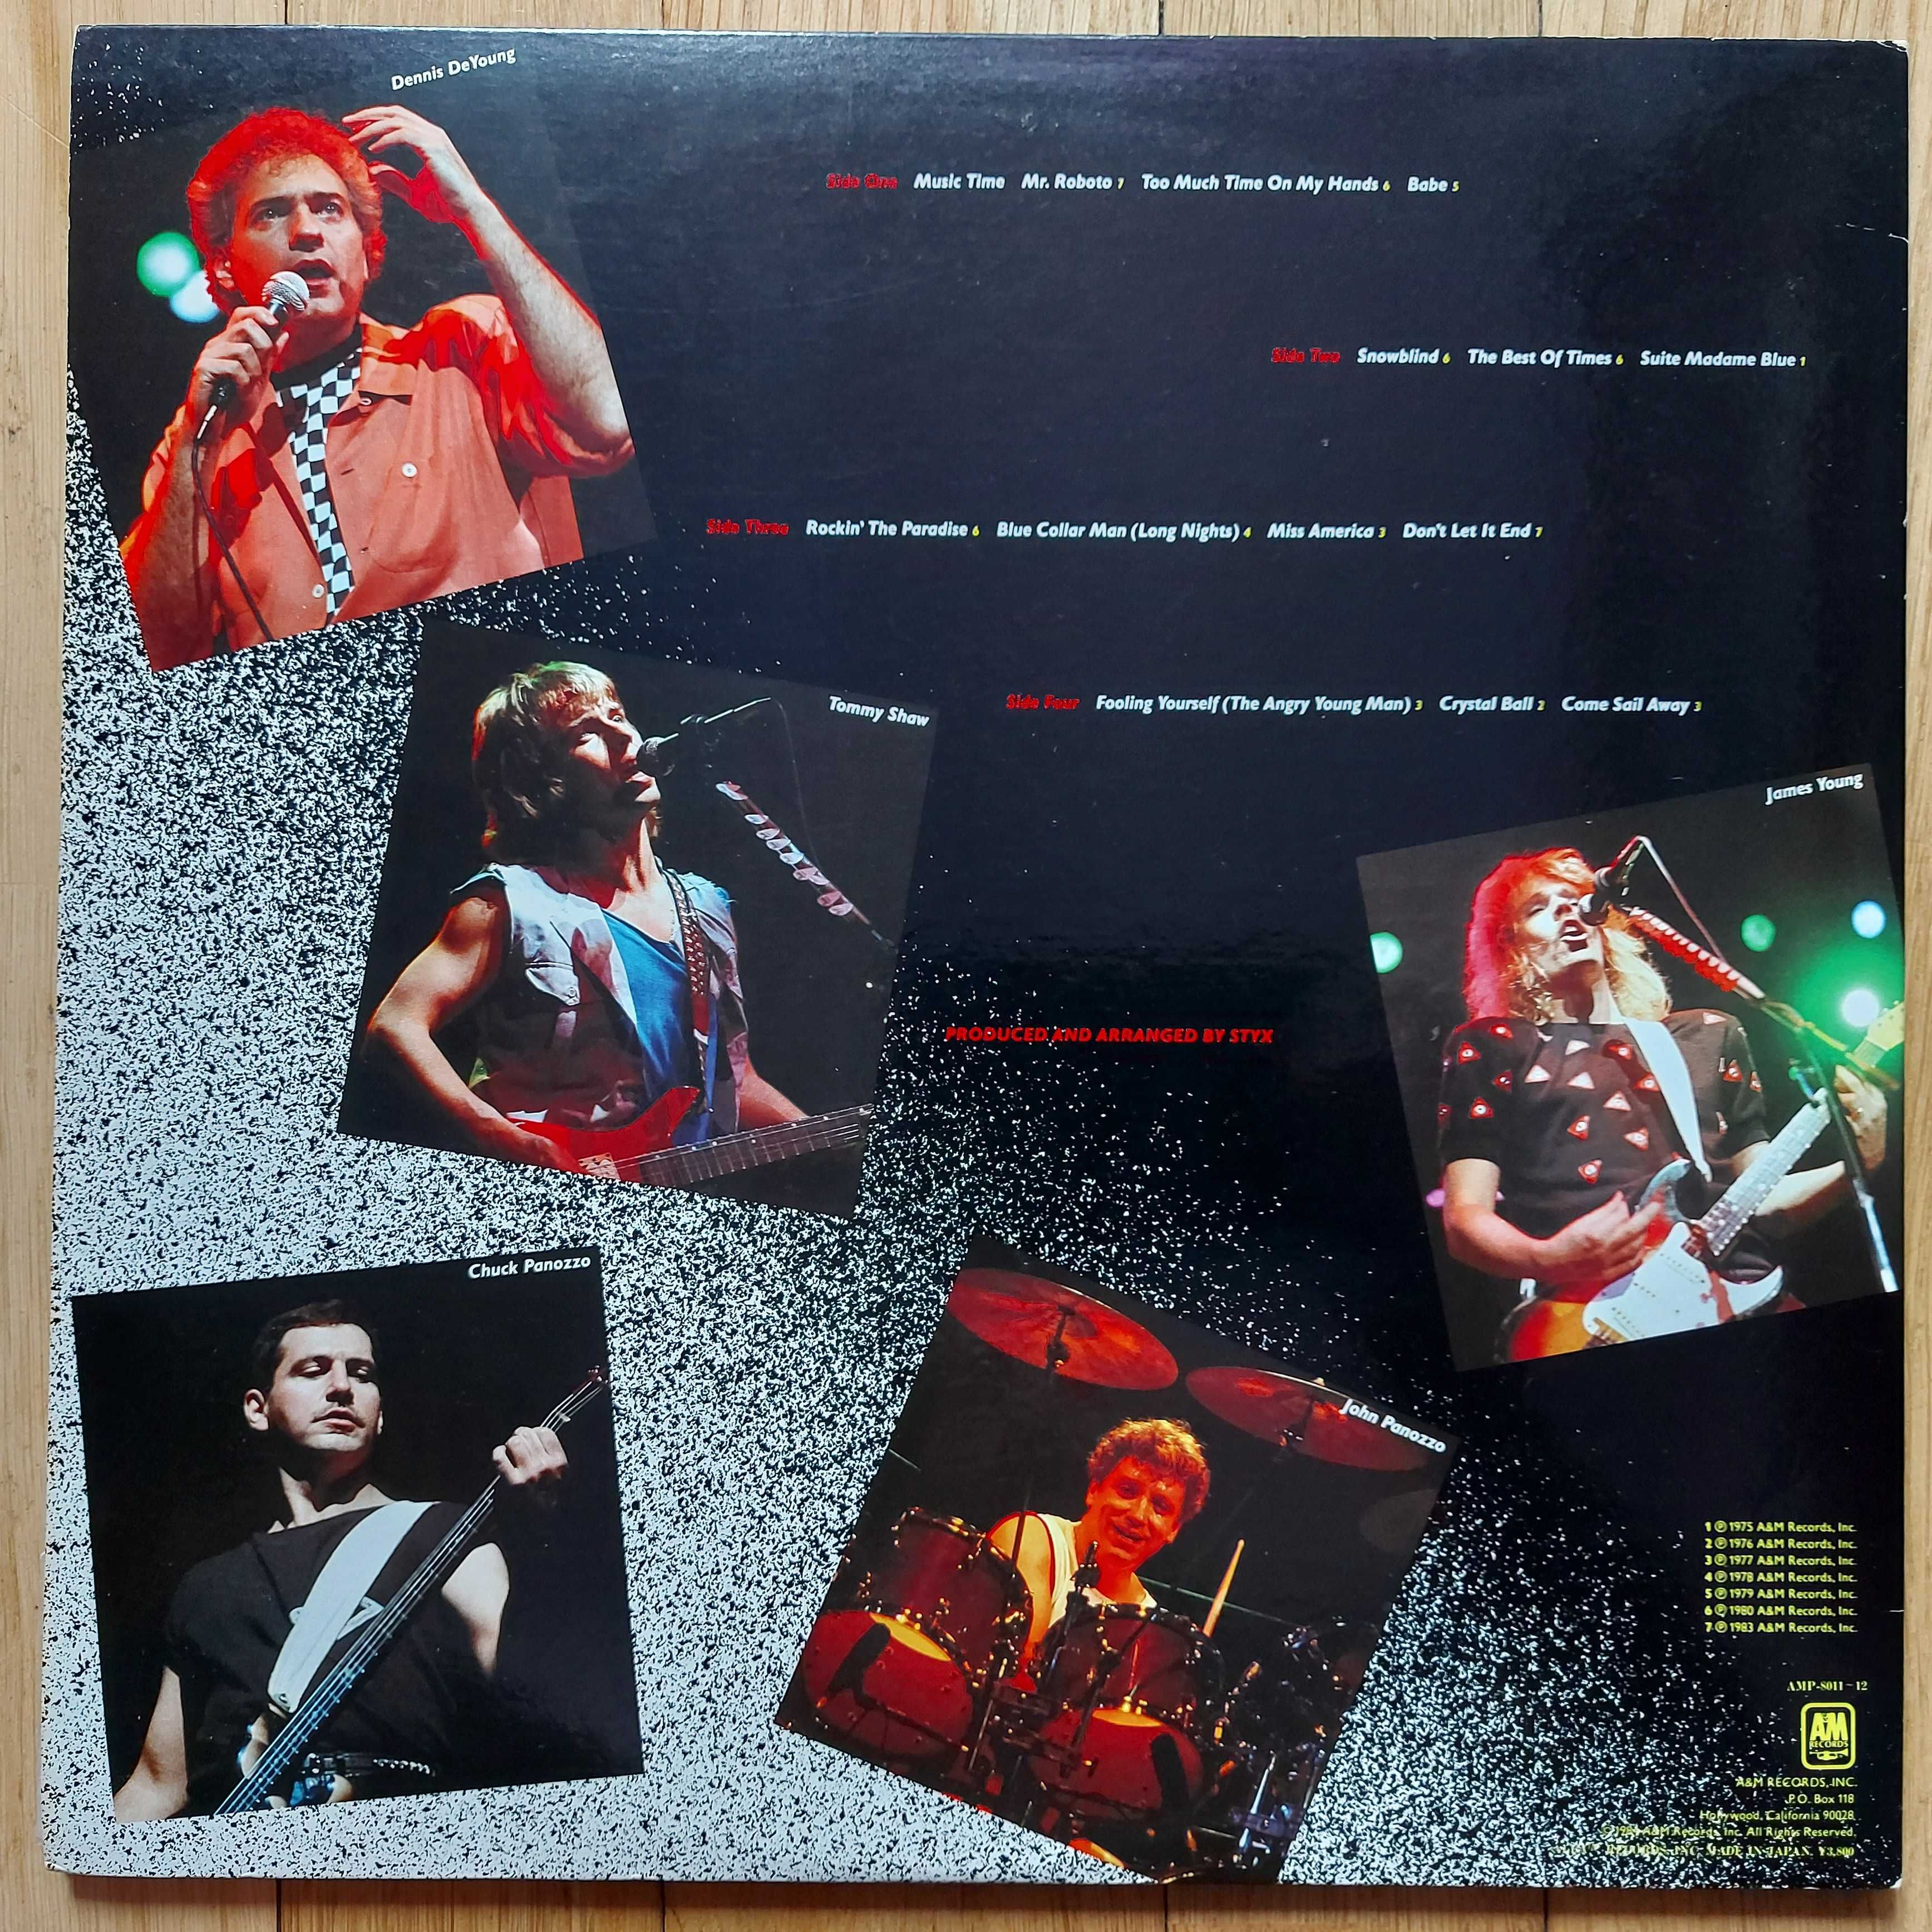 Dennis DeYoung
Side One Music Time Mr. Roboto 7 Too Much Time On My Hands 6 Babe 5
Side Two Snowblind 6 The Best Of Times 6 Suite Madame Blue 1
Side Three Rockin' The Paradise 6 Blue Collar Man (Long Nights) 4 Miss America 3 Don't Let It End 7
Side Four Fooling Yourself (The Angry Young Man) 3 Crystal Ball 2 Come Sail Away 3
Tommy Shaw
James Young
PRODUCED AND ARRANGED BY STYX
Chuck Panozzo
John Panozzo
1 ℗ 1975 A&M Records, Inc.
2 ℗ 1976 A&M Records, Inc.
3 ℗ 1977 A&M Records, Inc.
4 ℗ 1978 A&M Records, Inc.
5 ℗ 1979 A&M Records, Inc.
6 ℗ 1980 A&M Records, Inc.
7 ℗ 1983 A&M Records, Inc.
AMP-8011~12
A&M
RECORDS
A&M RECORDS, INC.
P.O. Box 118
Hollywood, California 90028
A&M Records, Inc. All Rights Reserved.
RECORDS, INC. MADE IN JAPAN. ¥3,800